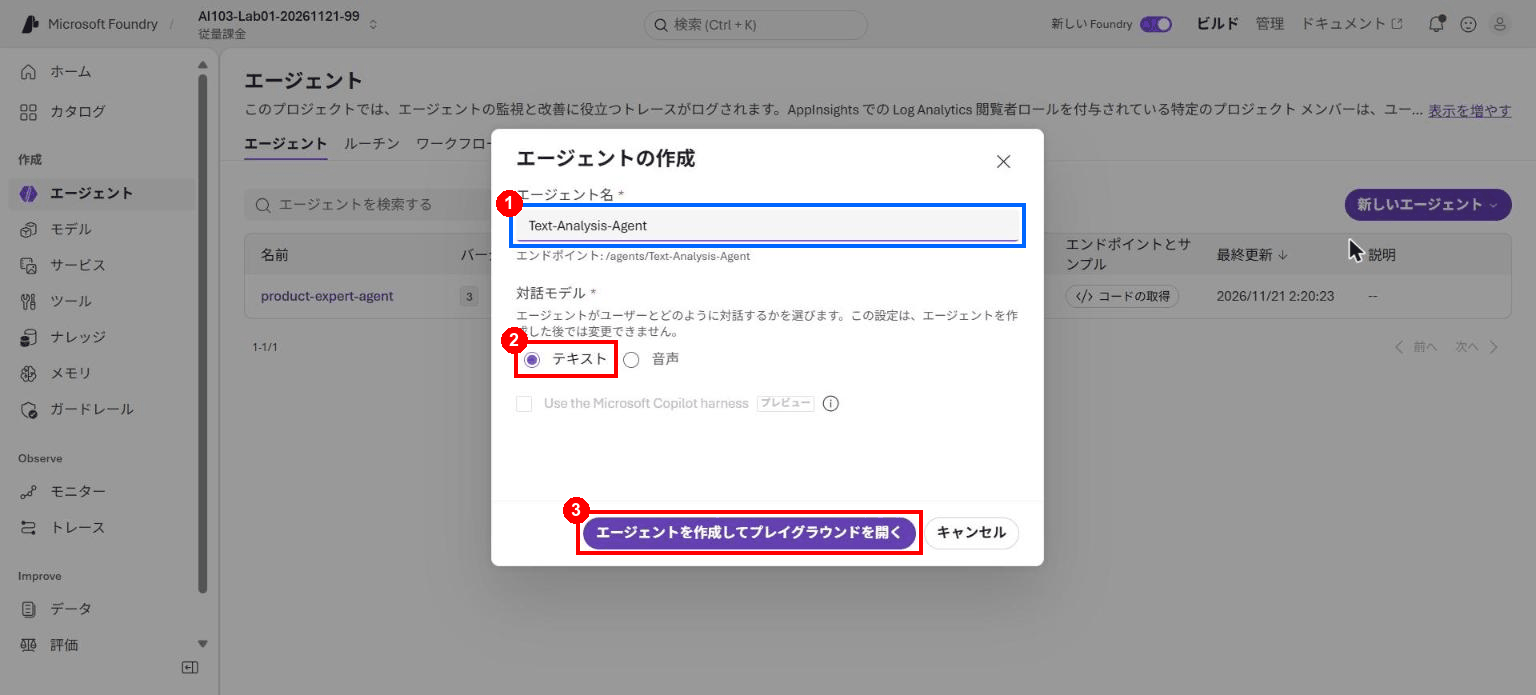 Microsoft Foundry / AI103-Lab01-20261121-99
従量課金
検索 (Ctrl + K)
新しい Foundry
ビルド
管理
ドキュメント
ホーム
カタログ
作成
エージェント
モデル
サービス
ツール
ナレッジ
メモリ
ガードレール
Observe
モニター
トレース
Improve
データ
評価
エージェント
このプロジェクトでは、エージェントの監視と改善に役立つトレースがログされます。AppInsights での Log Analytics 閲覧者ロールを付与されている特定のプロジェクト メンバーは、ユー... 表示を増やす
エージェント ルーチン ワークフロー
エージェントを検索する
新しいエージェント
名前
バー
エンドポイントとサ
ンプル
最終更新 ↓
説明
product-expert-agent
3
コードの取得
2026/11/21 2:20:23
--
1-1/1
前へ 次へ
エージェントの作成
1
エージェント名 *
Text-Analysis-Agent
エンドポイント: /agents/Text-Analysis-Agent
対話モデル *
エージェントがユーザーとどのように対話するかを選びます。この設定は、エージェントを作
成した後では変更できません。
2
テキスト 音声
Use the Microsoft Copilot harness プレビュー
3
エージェントを作成してプレイグラウンドを開く
キャンセル